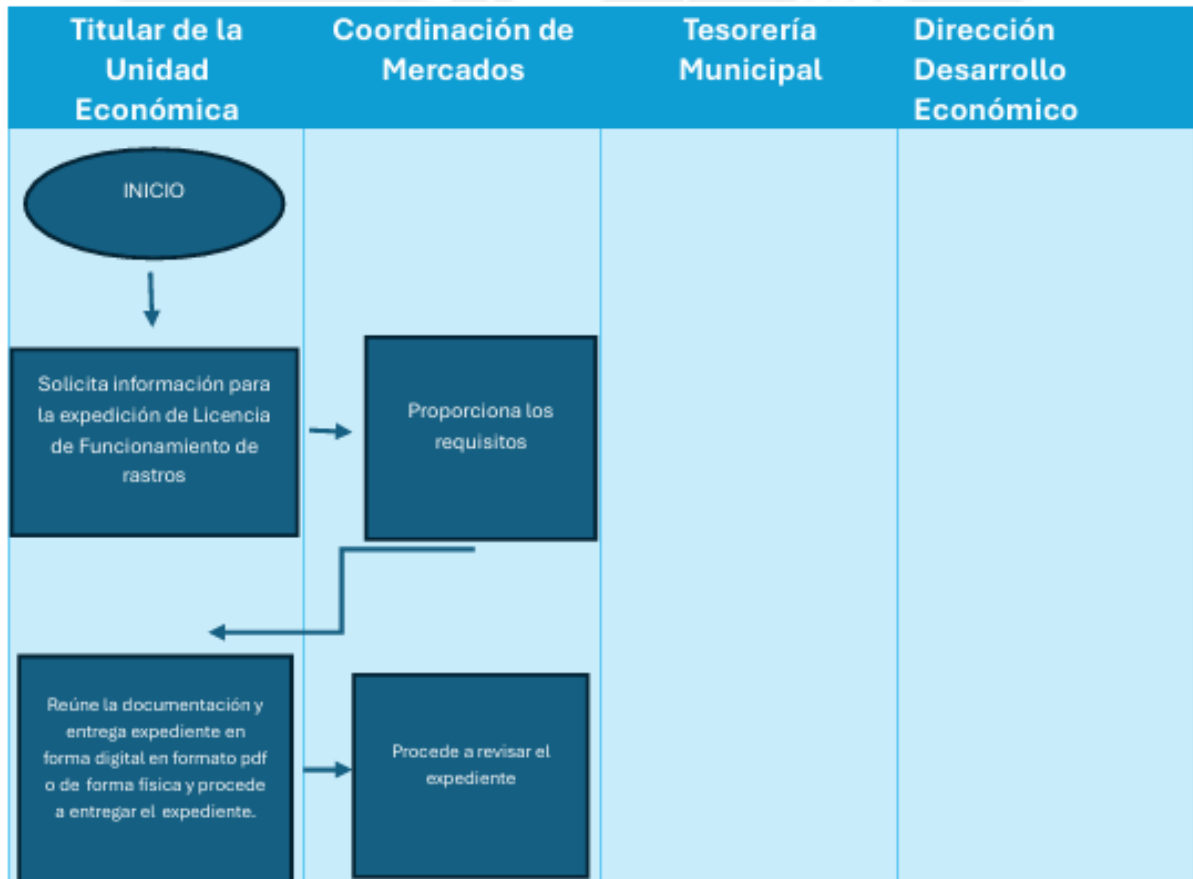 Titular de la
Unidad
Económica
Coordinación de
Mercados
Tesorería
Municipal
Dirección
Desarrollo
Económico
INICIO
Solicita información para
la expedición de Licencia
de Funcionamiento de
rastros
Proporciona los
requisitos
Reúne la documentación y
entrega expediente en
forma digital en formato pdf
o de forma física y procede
a entregar el expediente.
Procede a revisar el
expediente